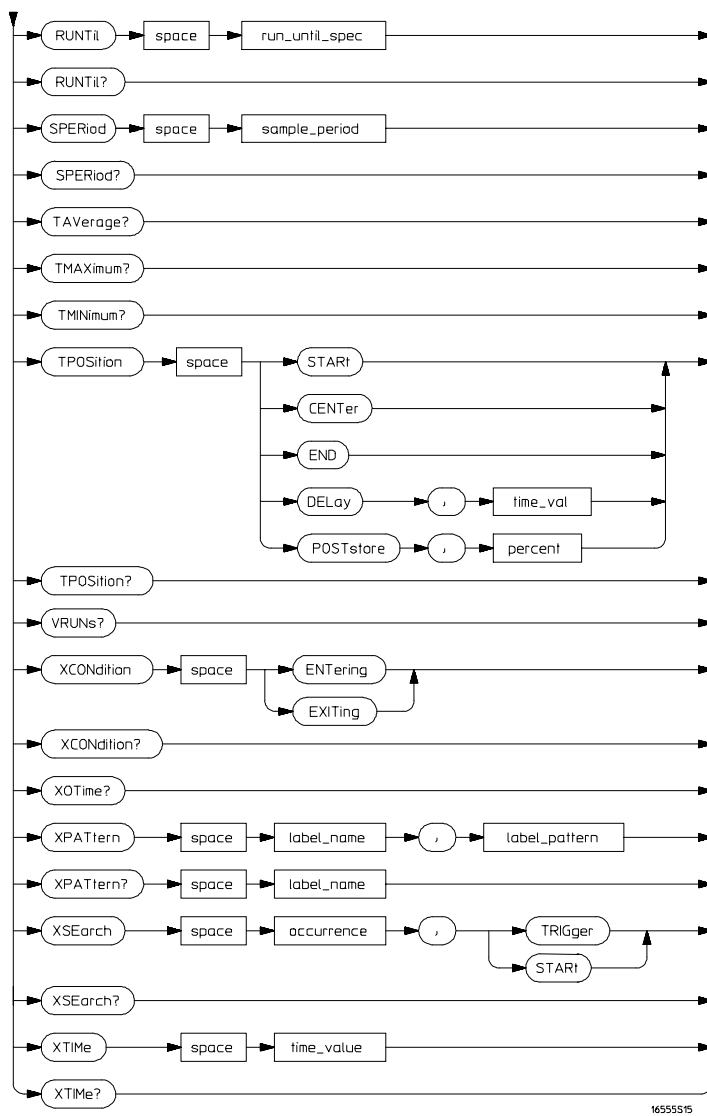 RUNTil space run_until_spec
RUNTil?
SPERiod space sample_period
SPERiod?
TAVerage?
TMAXimum?
TMINimum?
TPOSition space STARt
CENTer
END
DELay , time_val
POSTstore , percent
TPOSition?
VRUNs?
XCONdition space ENTering
EXITing
XCONdition?
XOTime?
XPATtern space label_name , label_pattern
XPATtern? space label_name
XSEarch space occurrence , TRIGger
STARt
XSEarch?
XTIMe space time_value
XTIMe?
16555S15